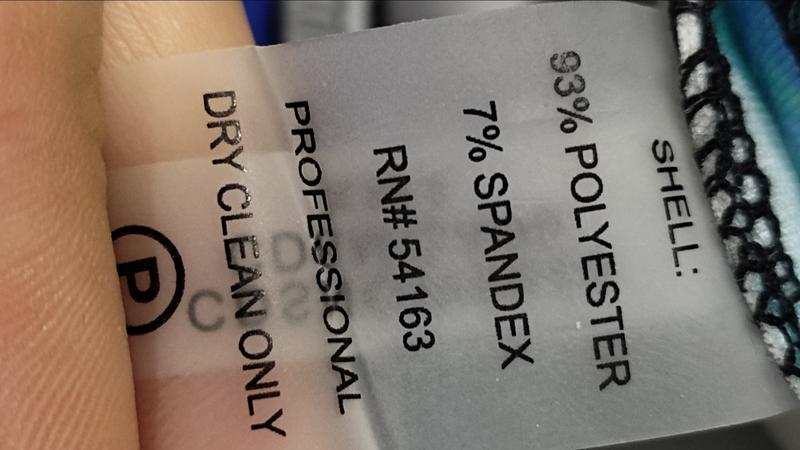 SHELL:
93% POLYESTER
7% SPANDEX
RN# 54163
PROFESSIONAL
DRY CLEAN ONLY
P